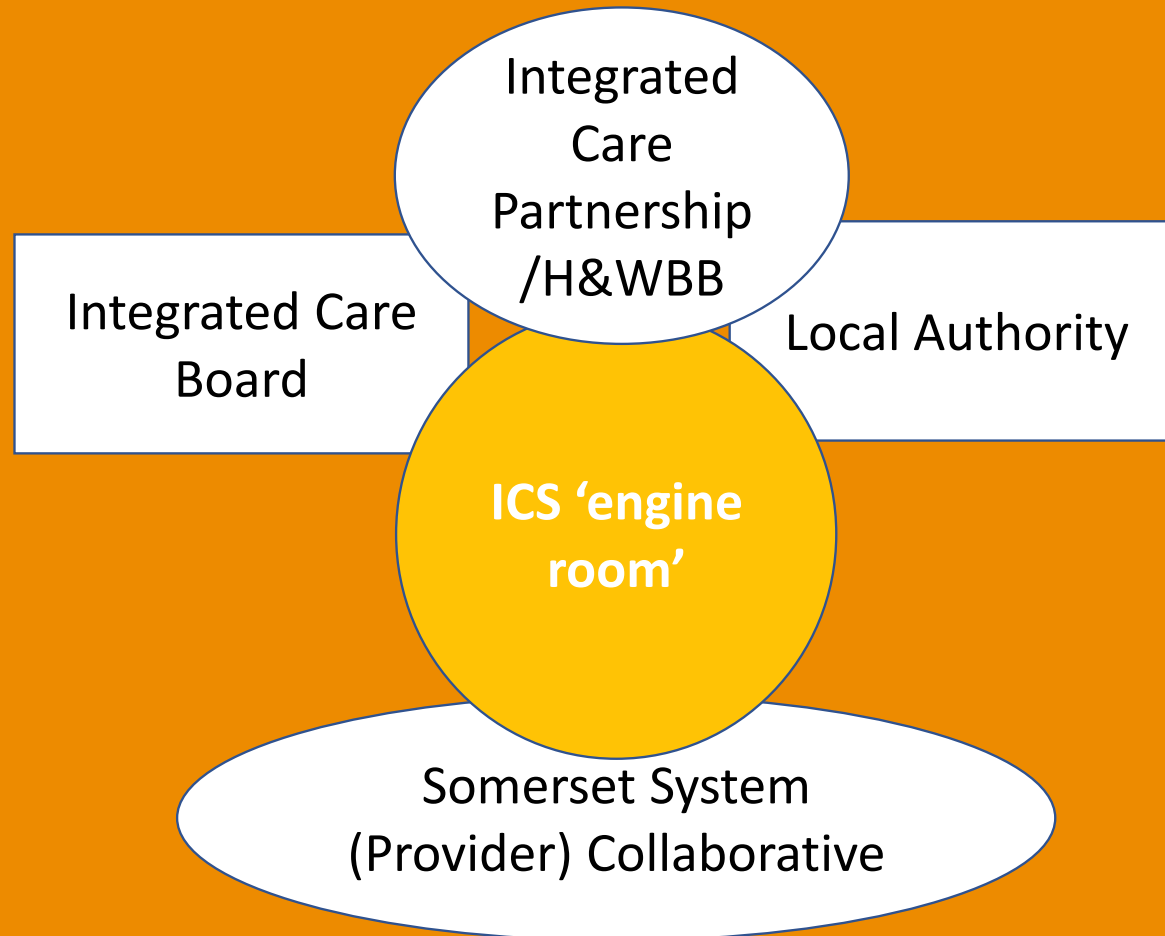 Integrated
Care
Partnership
/H&WBB
Integrated Care
Board
Local Authority
ICS ‘engine
room’
Somerset System
(Provider) Collaborative